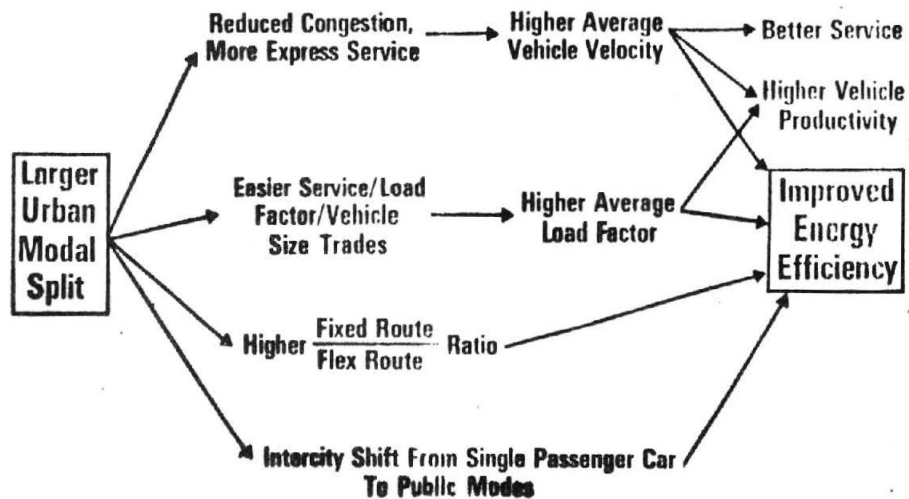 Larger
Urban
Modal
Split
Reduced Congestion,
More Express Service
Higher Average
Vehicle Velocity
Better Service
Higher Vehicle
Productivity
Easier Service/Load
Factor/Vehicle
Size Trades
Higher Average
Load Factor
Improved
Energy
Efficiency
Higher Fixed Route Ratio
Flex Route
Intercity Shift From Single Passenger Car
To Public Modes